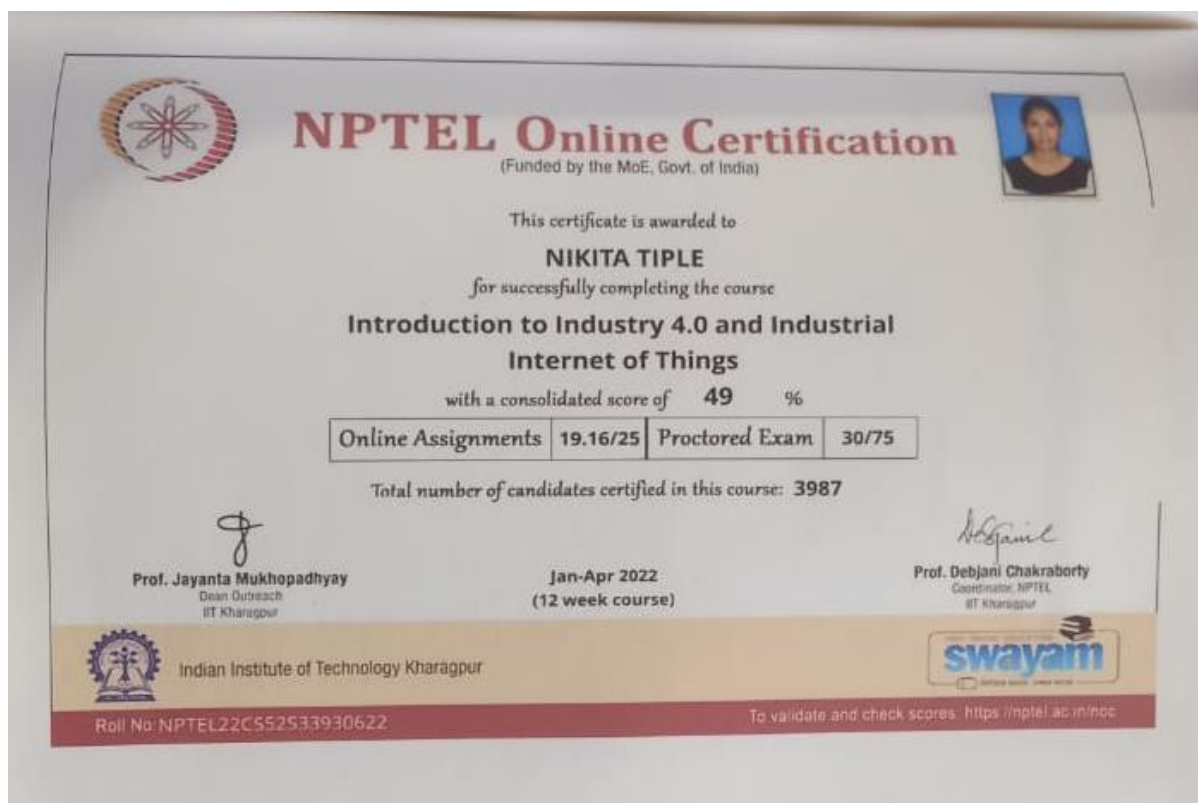 NPTEL Online Certification
(Funded by the MoE, Govt. of India)
This certificate is awarded to
NIKITA TIPLE
for successfully completing the course
Introduction to Industry 4.0 and Industrial
Internet of Things
with a consolidated score of 49 %
Online Assignments 19.16/25 Proctored Exam 30/75
Total number of candidates certified in this course: 3987
Prof. Jayanta Mukhopadhyay
Dean Outreach
IIT Kharagpur
Jan-Apr 2022
(12 week course)
Prof. Debjani Chakraborty
Coordinator, NPTEL
IIT Kharagpur
Indian Institute of Technology Kharagpur
swayam
Roll No: NPTEL22CS52S33930622
To validate and check scores: https://nptel.ac.in/noc